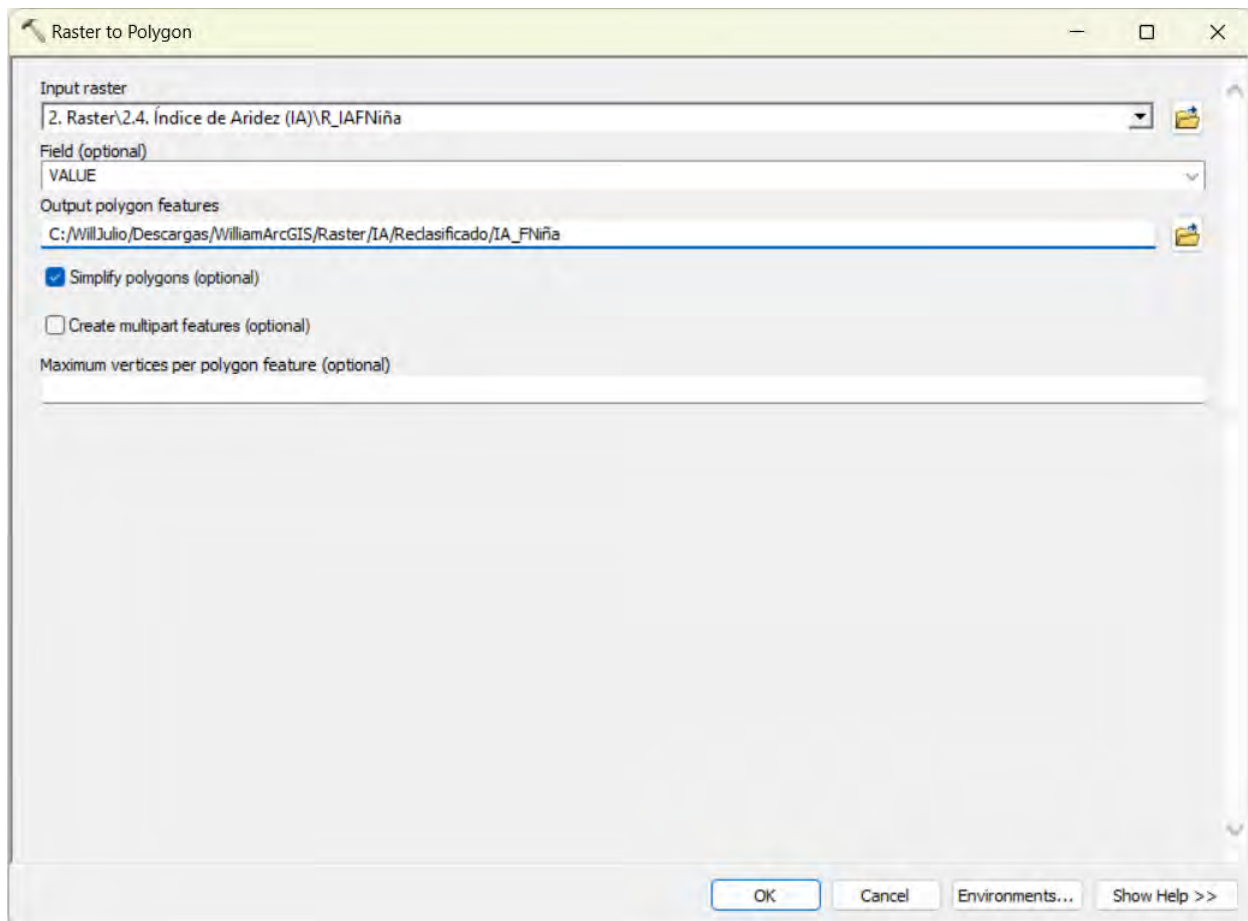 Raster to Polygon
Input raster
2. Raster\2.4. Índice de Aridez (IA)\R_IAFNiña
Field (optional)
VALUE
Output polygon features
C:/WillJulio/Descargas/WilliamArcGIS/Raster/IA/Reclasificado/IA_FNiña
Simplify polygons (optional)
Create multipart features (optional)
Maximum vertices per polygon feature (optional)
OK
Cancel
Environments...
Show Help >>